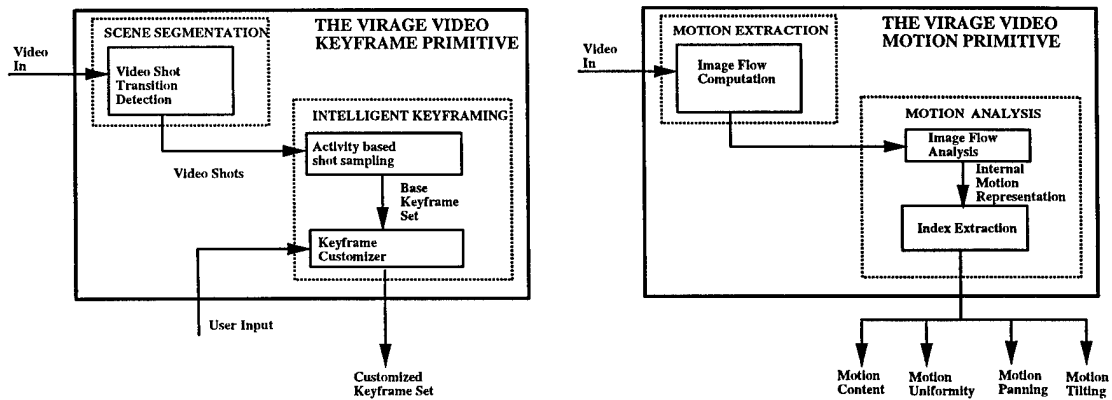 THE VIRAGE VIDEO
KEYFRAME PRIMITIVE
SCENE SEGMENTATION
Video
In
Video Shot
Transition
Detection
INTELLIGENT KEYFRAMING
Activity based
shot sampling
Video Shots
Base
Keyframe
Set
Keyframe
Customizer
User Input
Customized
Keyframe Set
THE VIRAGE VIDEO
MOTION PRIMITIVE
MOTION EXTRACTION
Video
In
Image Flow
Computation
MOTION ANALYSIS
Image Flow
Analysis
Internal
Motion
Representation
Index Extraction
Motion
Content
Motion
Uniformity
Motion
Panning
Motion
Tilting